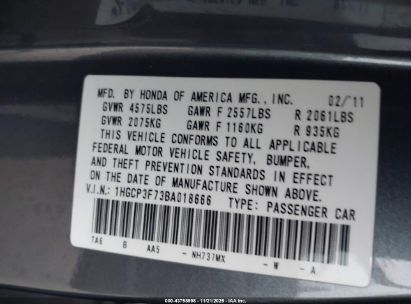 MFD. BY HONDA OF AMERICA MFG., INC. 02/11
GVWR 4575LBS GAWR F 2557LBS R 2061LBS
GVWR 2075KG GAWR F 1160KG R 935KG
THIS VEHICLE CONFORMS TO ALL APPLICABLE
FEDERAL MOTOR VEHICLE SAFETY, BUMPER,
AND THEFT PREVENTION STANDARDS IN EFFECT
ON THE DATE OF MANUFACTURE SHOWN ABOVE.
V.I.N.: 1HGCP3F73BA018666 TYPE: PASSENGER CAR
TA6 B AA5 - NH737MX - W - A